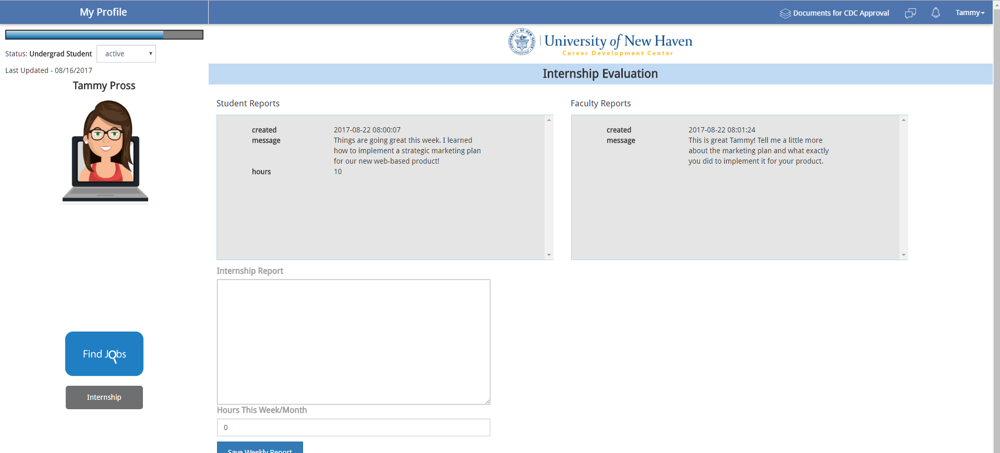 My Profile
Documents for CDC Approval
Tammy
Status: Undergrad Student active
Last Updated - 08/16/2017
Tammy Pross
Find Jobs
Internship
University of New Haven
Career Development Center
Internship Evaluation
Student Reports
created 2017-08-22 08:00:07
message Things are going great this week. I learned
how to implement a strategic marketing plan
for our new web-based product!
hours 10
Faculty Reports
created 2017-08-22 08:01:24
message This is great Tammy! Tell me a little more
about the marketing plan and what exactly
you did to implement it for your product.
Internship Report
Hours This Week/Month
0
Save Weekly Report